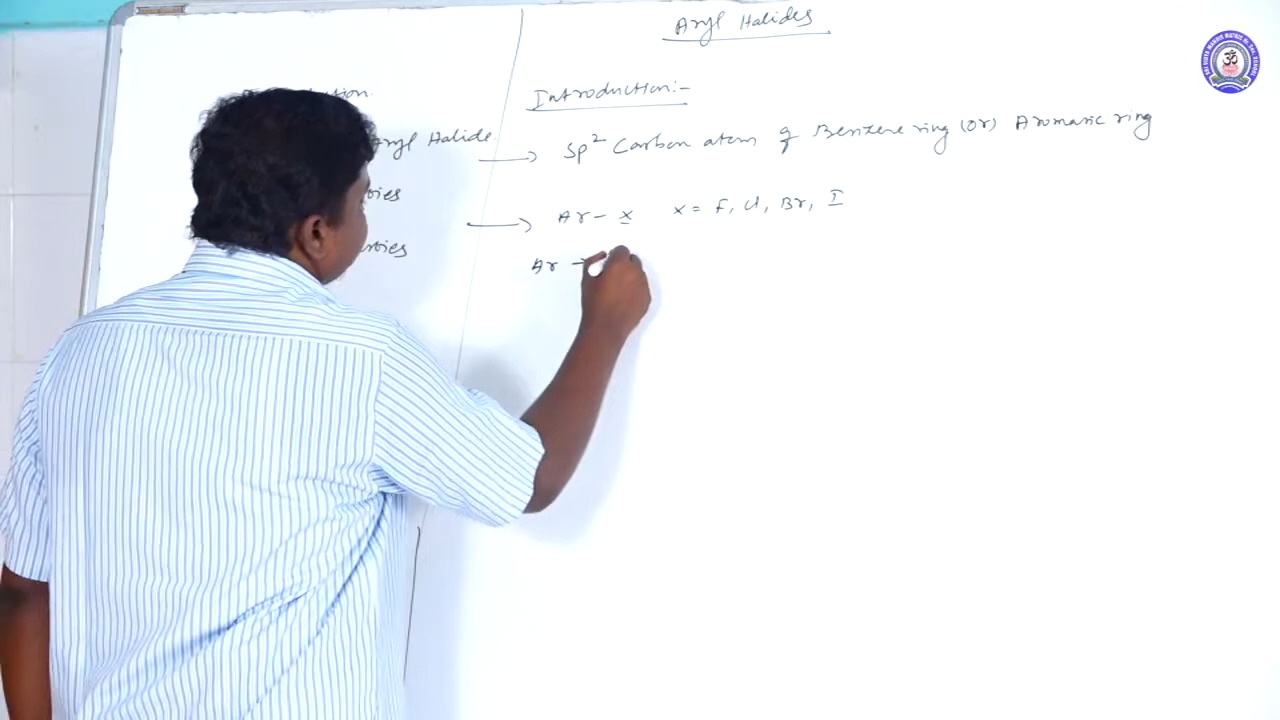 Aryl Halides
Introduction:-
Aryl Halide
→ Sp² Carbon atom of Benzene ring (or) Aromatic ring
→ Ar - X X = F, Cl, Br, I
Ar -